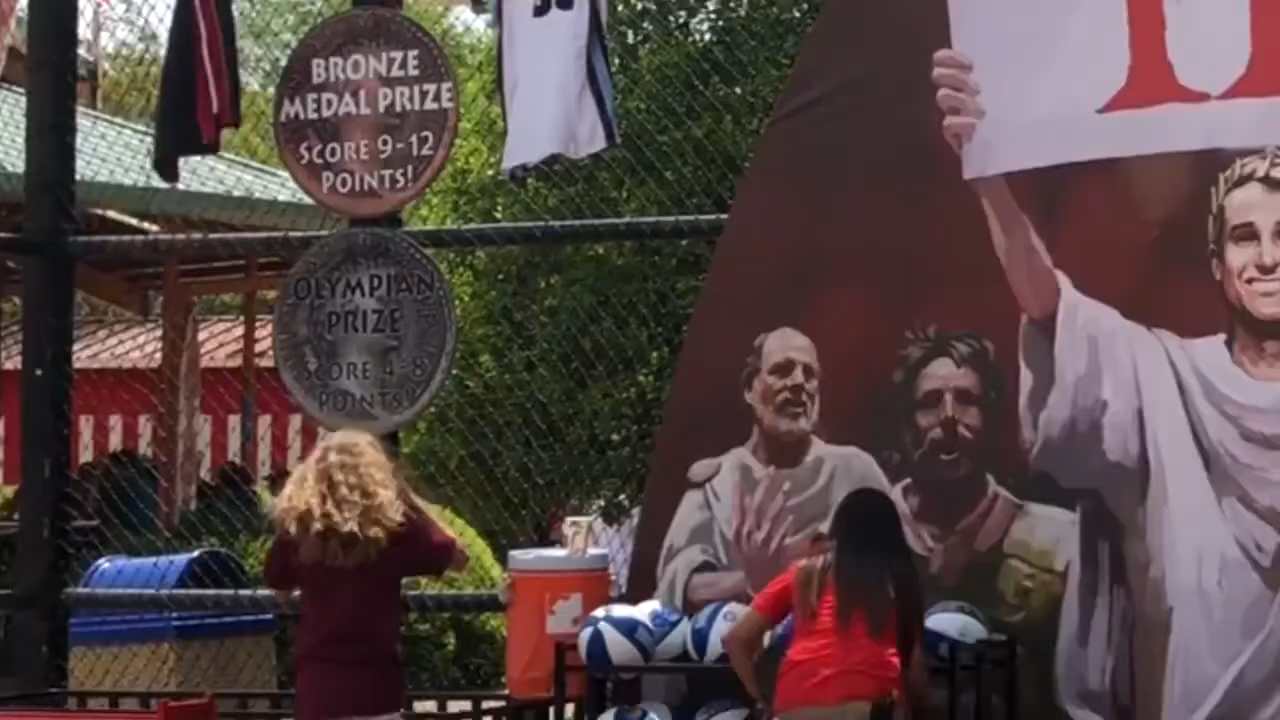 BRONZE
MEDAL PRIZE
SCORE 9-12
POINTS!
OLYMPIAN
PRIZE
SCORE 4-8
POINTS!